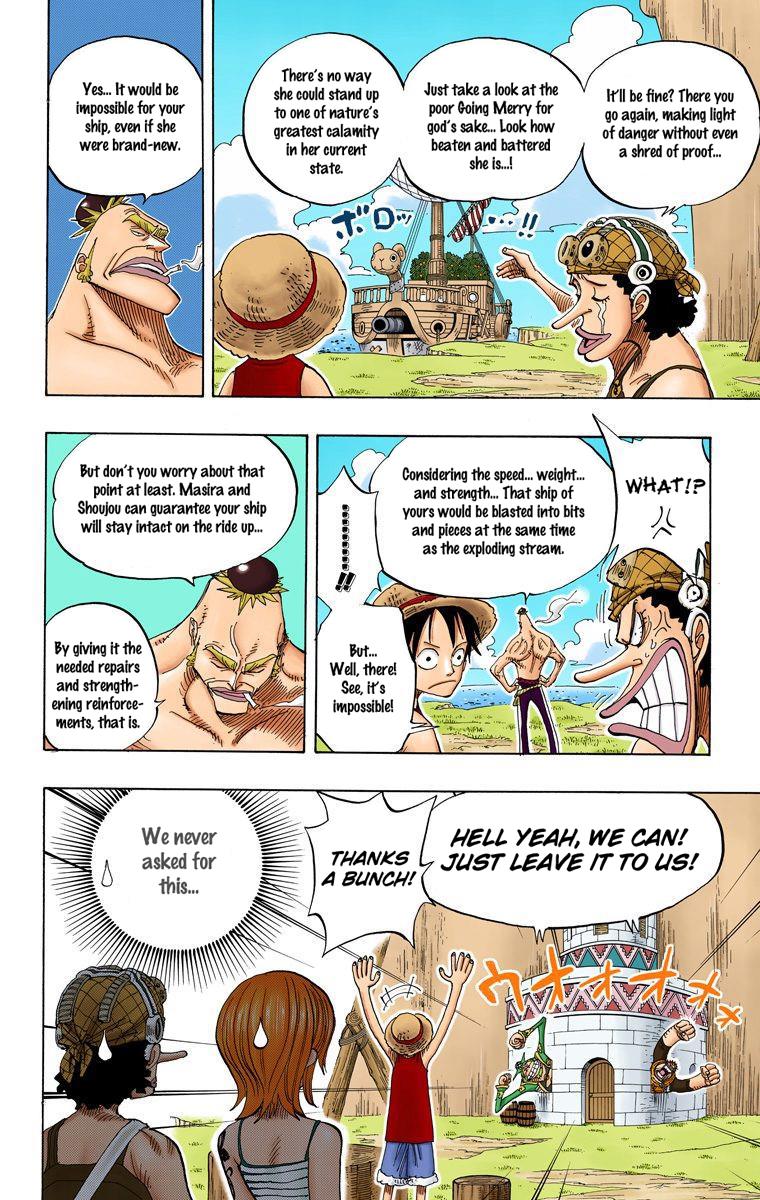 It'll be fine? There you
go again, making light
of danger without even
a shred of proof...
Just take a look at the
poor Going Merry for
god's sake... Look how
beaten and battered
she is...!
There's no way
she could stand up
to one of nature's
greatest calamity
in her current
state.
ボロッ …!!
Yes... It would be
impossible for your
ship, even if she
were brand-new.
WHAT!?
Considering the speed... weight...
and strength... That ship of
yours would be blasted into bits
and pieces at the same time
as the exploding stream.
..........!!
But...
Well, there!
See, it's
impossible!
But don't you worry about that
point at least. Masira and
Shoujou can guarantee your ship
will stay intact on the ride up...
By giving it the
needed repairs
and strength-
ening reinforce-
ments, that is.
HELL YEAH, WE CAN!
JUST LEAVE IT TO US!
ウオオオオ
THANKS
A BUNCH!
We never
asked for
this...